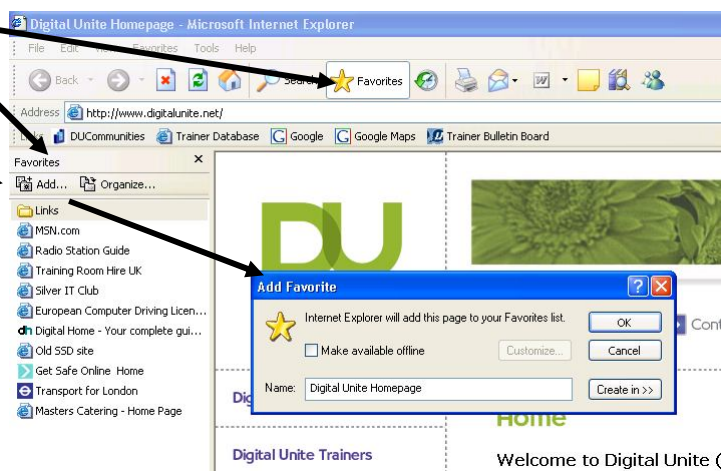 Digital Unite Homepage - Microsoft Internet Explorer
File Edit Favorites Tools Help
Back Search Favorites
Address http://www.digitalunite.net/
Links DUCommunities Trainer Database Google Google Maps Trainer Bulletin Board
Favorites
Add... Organize...
Links
MSN.com
Radio Station Guide
Training Room Hire UK
Silver IT Club
European Computer Driving Licen...
Digital Home - Your complete gui...
Old SSD site
Get Safe Online Home
Transport for London
Masters Catering - Home Page
DU
Add Favorite
Internet Explorer will add this page to your Favorites list.
OK
Make available offline
Customize...
Cancel
Name: Digital Unite Homepage
Create in >>
Cont
Dig
Home
Digital Unite Trainers
Welcome to Digital Unite (